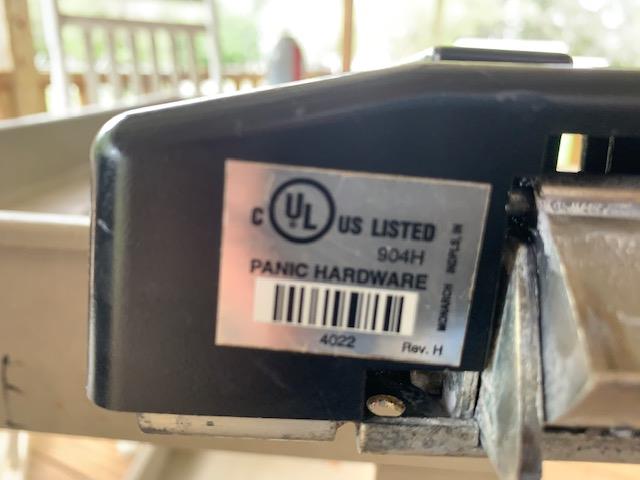 C UL US LISTED
904H
PANIC HARDWARE
4022
Rev. H
MONARCH INDPLS, IN